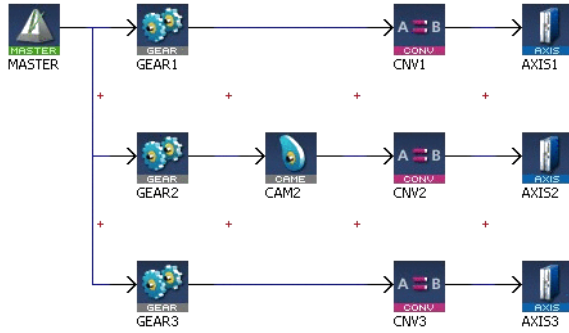 MASTER GEAR A B CONV AXIS
MASTER GEAR1 CNV1 AXIS1
GEAR CAME A B CONV AXIS
GEAR2 CAM2 CNV2 AXIS2
GEAR A B CONV AXIS
GEAR3 CNV3 AXIS3